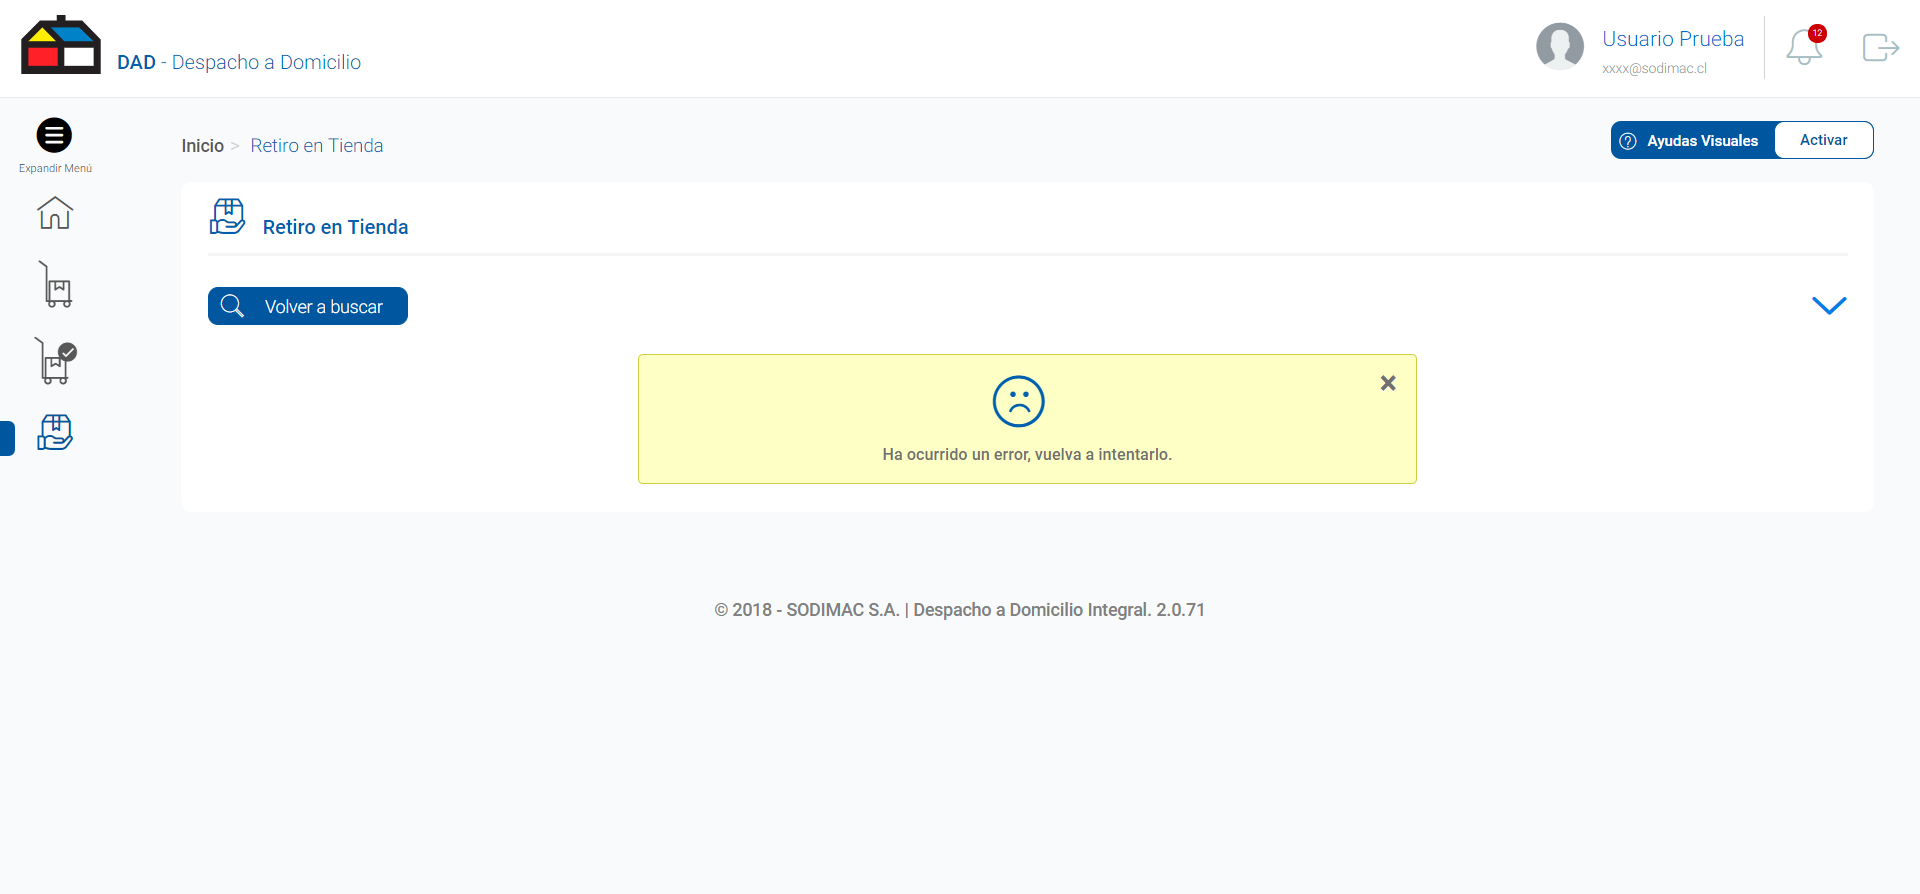 DAD - Despacho a Domicilio
Usuario Prueba
xxxx@sodimac.cl
12
Expandir Menú
Inicio > Retiro en Tienda
Ayudas Visuales
Activar
Retiro en Tienda
Volver a buscar
Ha ocurrido un error, vuelva a intentarlo.
© 2018 - SODIMAC S.A. | Despacho a Domicilio Integral. 2.0.71